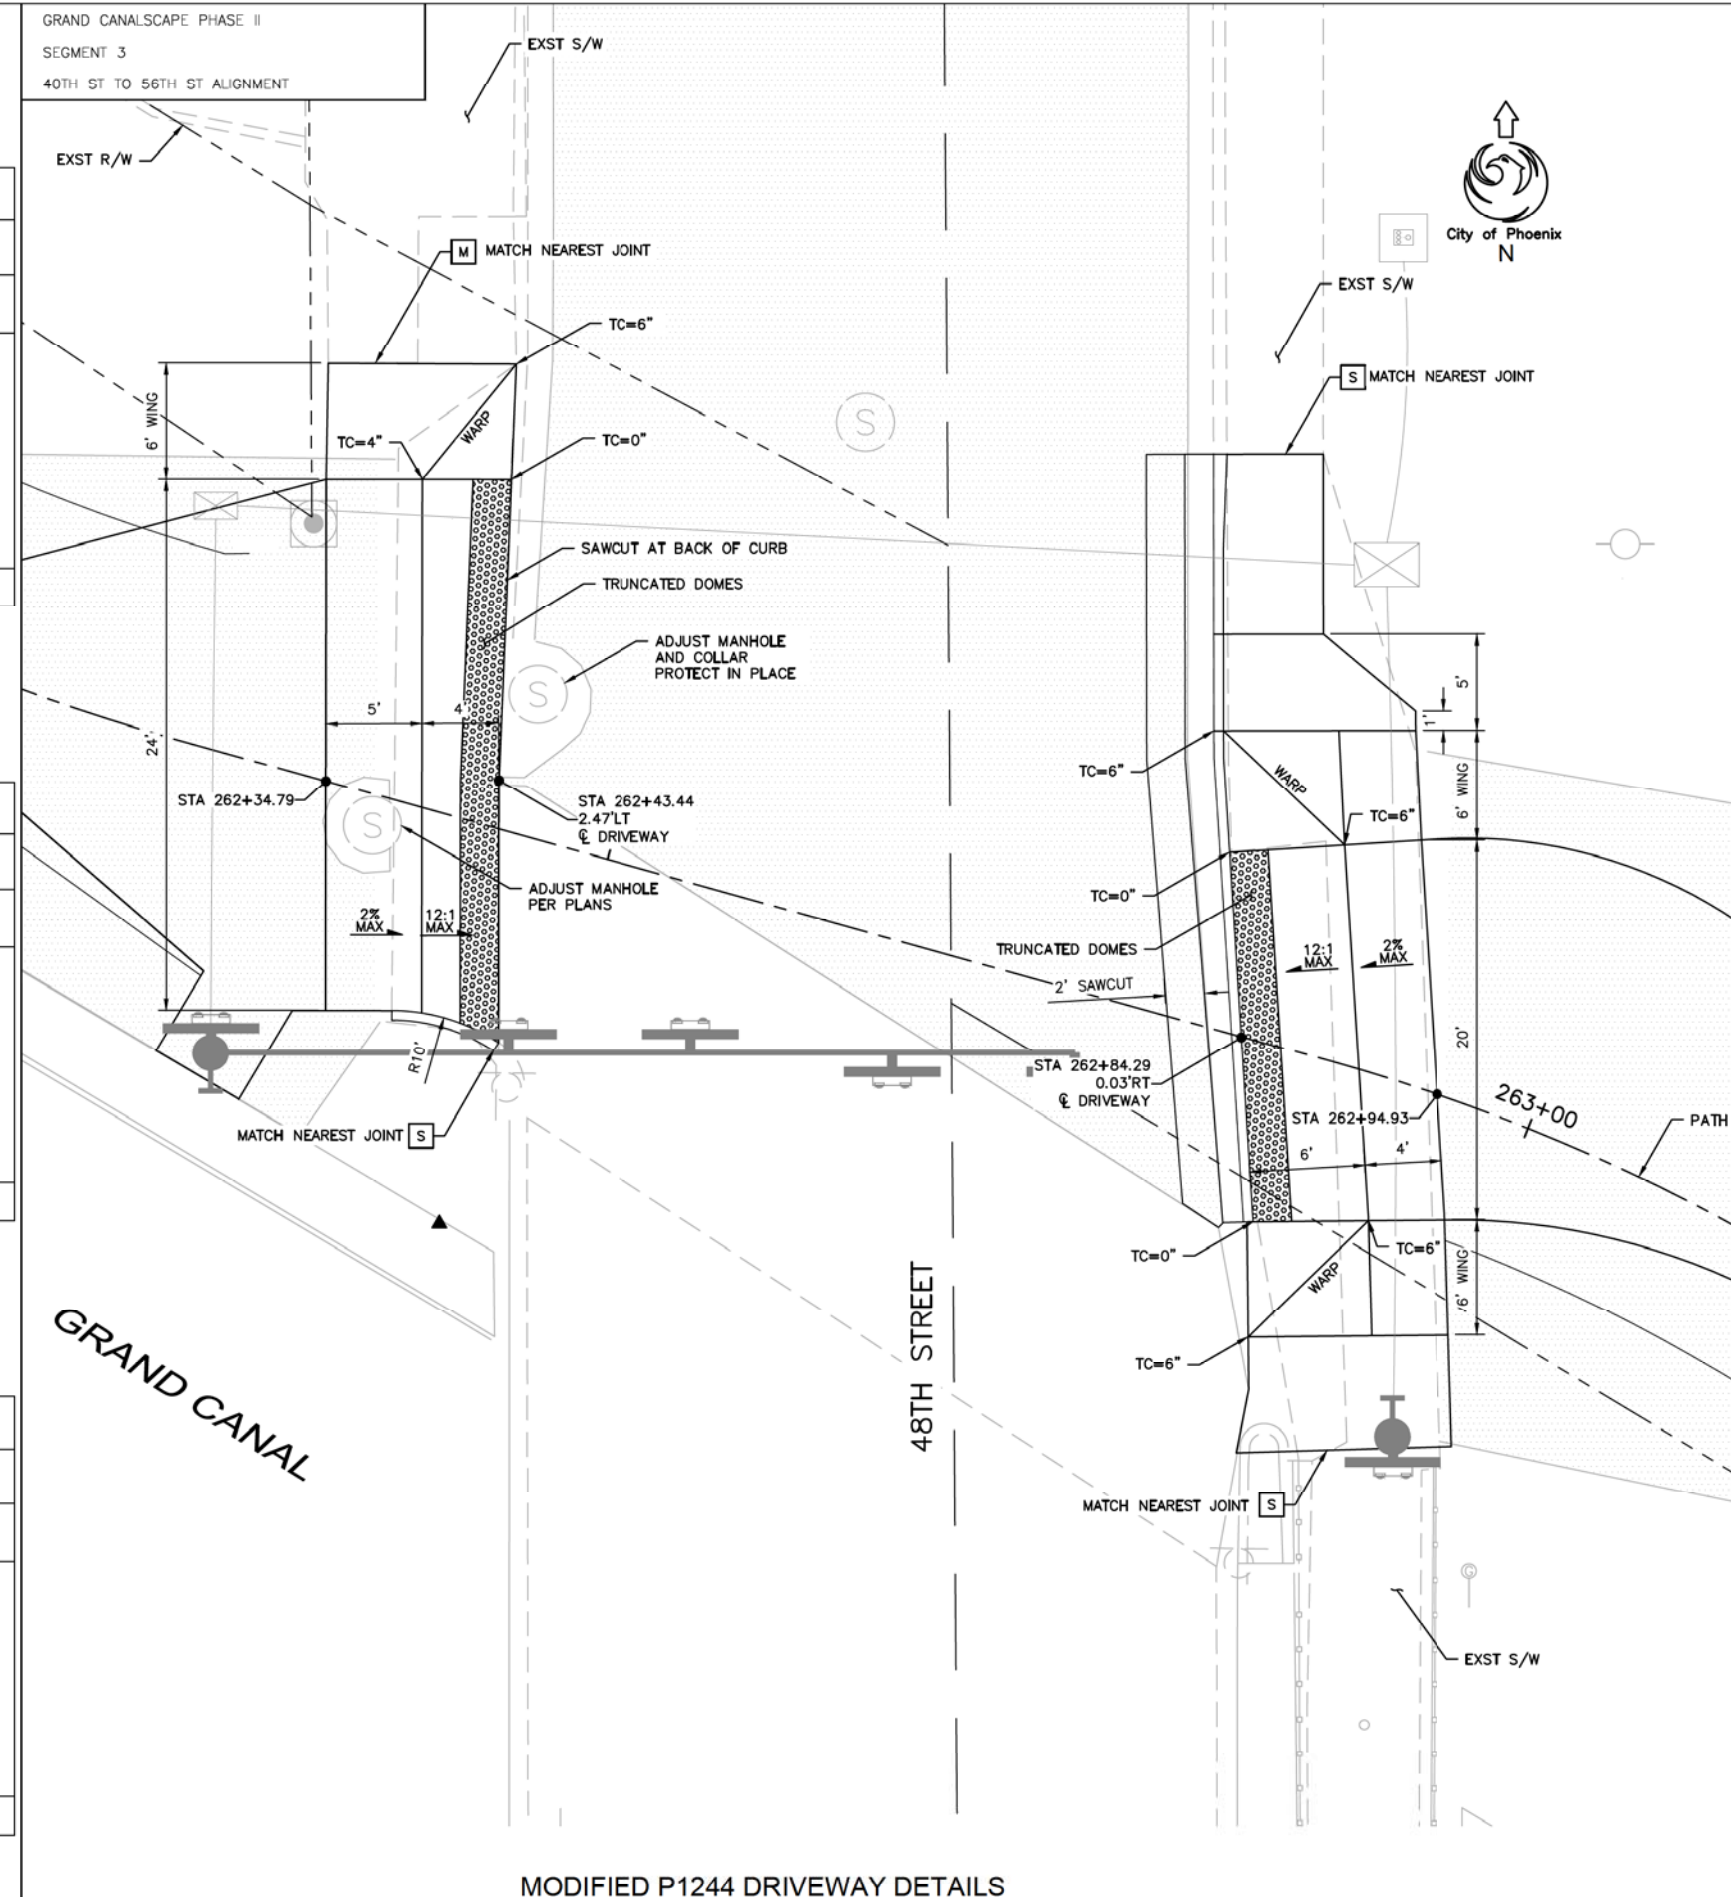 GRAND CANALSCAPE PHASE II
SEGMENT 3
40TH ST TO 56TH ST ALIGNMENT
EXST S/W
EXST R/W
City of Phoenix
N
M MATCH NEAREST JOINT
EXST S/W
TC=6"
S MATCH NEAREST JOINT
6' WING
WARP
TC=4"
TC=0"
SAWCUT AT BACK OF CURB
TRUNCATED DOMES
ADJUST MANHOLE
AND COLLAR
PROTECT IN PLACE
S
S
5'
4'
24'
STA 262+34.79
STA 262+43.44
2.47'LT
℄ DRIVEWAY
S
ADJUST MANHOLE
PER PLANS
2%
MAX
12:1
MAX
R10'
MATCH NEAREST JOINT S
5'
1'
TC=6"
WARP
6' WING
TC=6"
TC=0"
TRUNCATED DOMES
12:1
MAX
2%
MAX
2' SAWCUT
20'
STA 262+84.29
0.03'RT
℄ DRIVEWAY
STA 262+94.93
263+00
PATH
6'
4'
TC=0"
TC=6"
WARP
6' WING
TC=6"
MATCH NEAREST JOINT S
EXST S/W
48TH STREET
GRAND CANAL
G
MODIFIED P1244 DRIVEWAY DETAILS